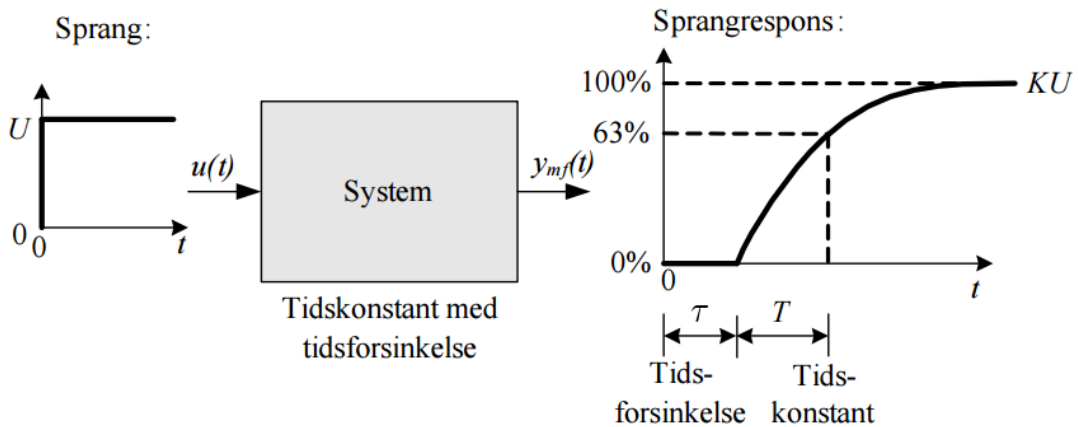 Sprang:
U
0
0
t
u(t)
System
y_mf(t)
Tidskonstant med
tidsforsinkelse
Sprangrespons:
100%
KU
63%
0%
0
t
τ
T
Tids-
forsinkelse
Tids-
konstant